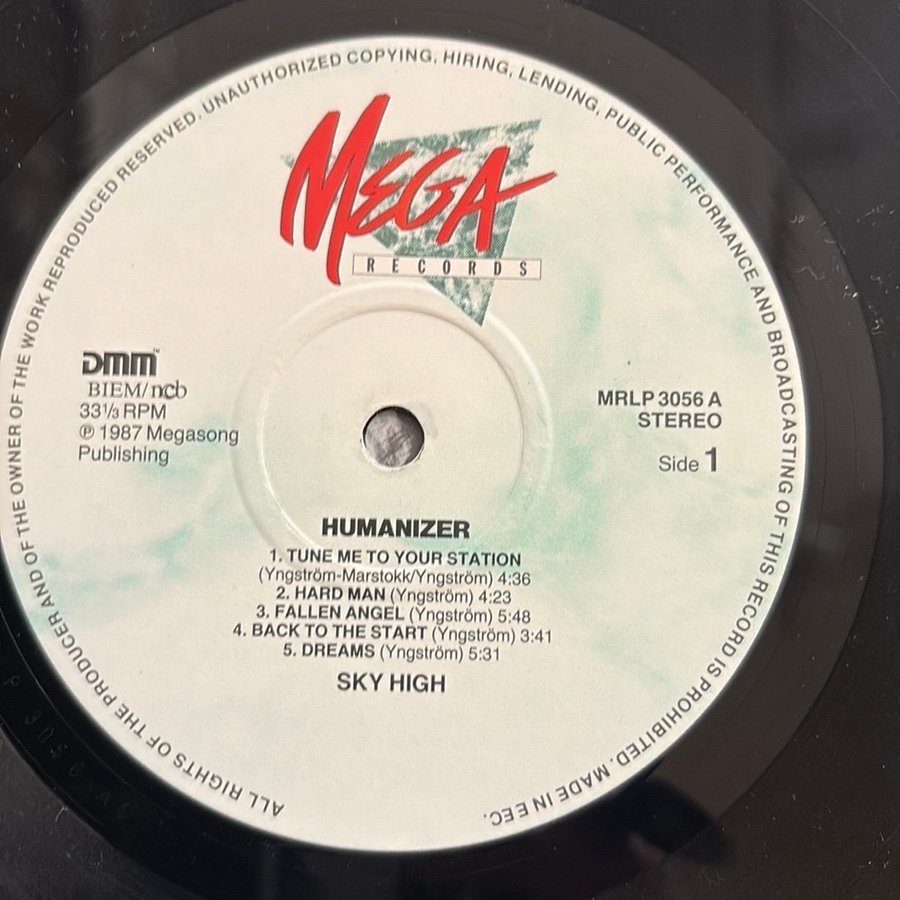 ALL RIGHTS OF THE PRODUCER AND OF THE OWNER OF THE WORK REPRODUCED RESERVED. UNAUTHORIZED COPYING, HIRING, LENDING, PUBLIC PERFORMANCE AND BROADCASTING OF THIS RECORD IS PROHIBITED. MADE IN EEC.
MEGA
RECORDS
DMM™
BIEM/ncb
33⅓ RPM
℗ 1987 Megasong
Publishing
MRLP 3056 A
STEREO
Side 1
HUMANIZER
1. TUNE ME TO YOUR STATION
(Yngström-Marstokk/Yngström) 4:36
2. HARD MAN (Yngström) 4:23
3. FALLEN ANGEL (Yngström) 5:48
4. BACK TO THE START (Yngström) 3:41
5. DREAMS (Yngström) 5:31
SKY HIGH